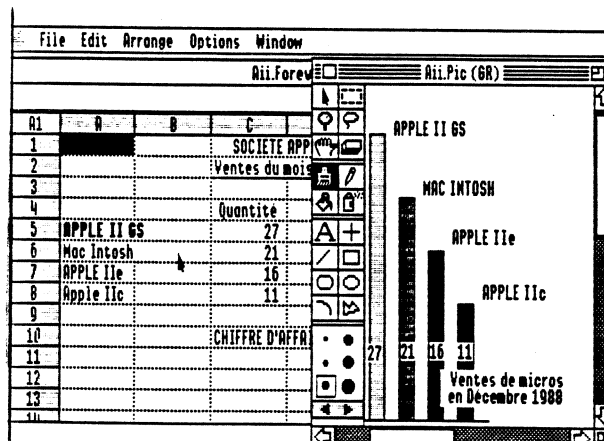 File Edit Arrange Options Window
Aii.Forew
Aii.Pic (GR)
A1 A B C
1 SOCIETE APP
2 Ventes du mois
3
4 Quantité
5 APPLE II GS 27
6 Mac Intosh 21
7 APPLE IIe 16
8 Apple IIc 11
9
10 CHIFFRE D'AFFA
11
12
13
14
APPLE II GS
MAC INTOSH
APPLE IIe
APPLE IIc
27 21 16 11
Ventes de micros
en Décembre 1988